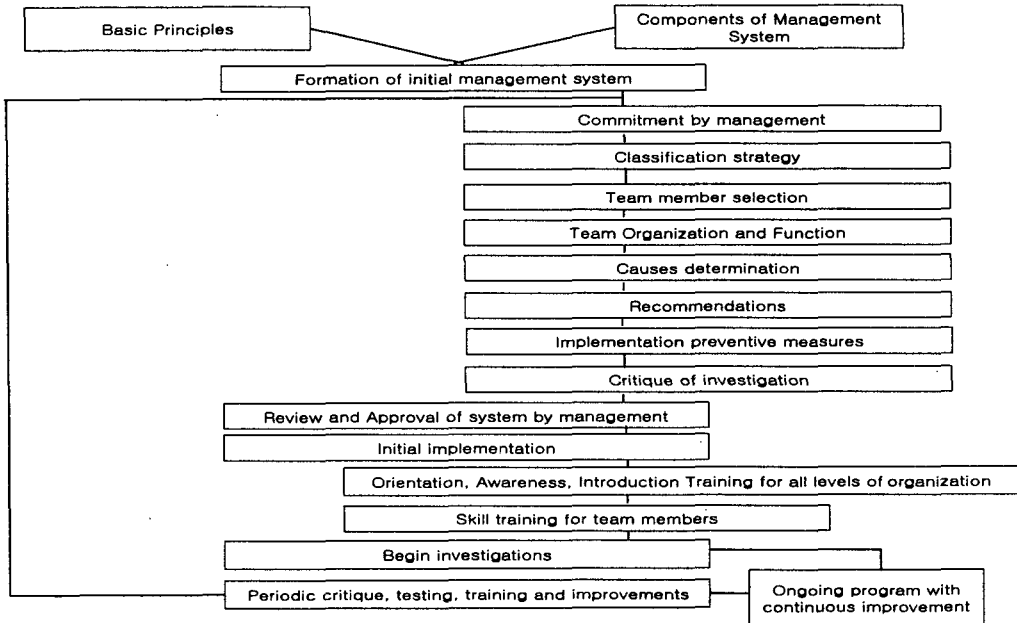 Basic Principles
Components of Management
System
Formation of initial management system
Commitment by management
Classification strategy
Team member selection
Team Organization and Function
Causes determination
Recommendations
Implementation preventive measures
Critique of investigation
Review and Approval of system by management
Initial implementation
Orientation, Awareness, Introduction Training for all levels of organization
Skill training for team members
Begin investigations
Periodic critique, testing, training and improvements
Ongoing program with
continuous improvement